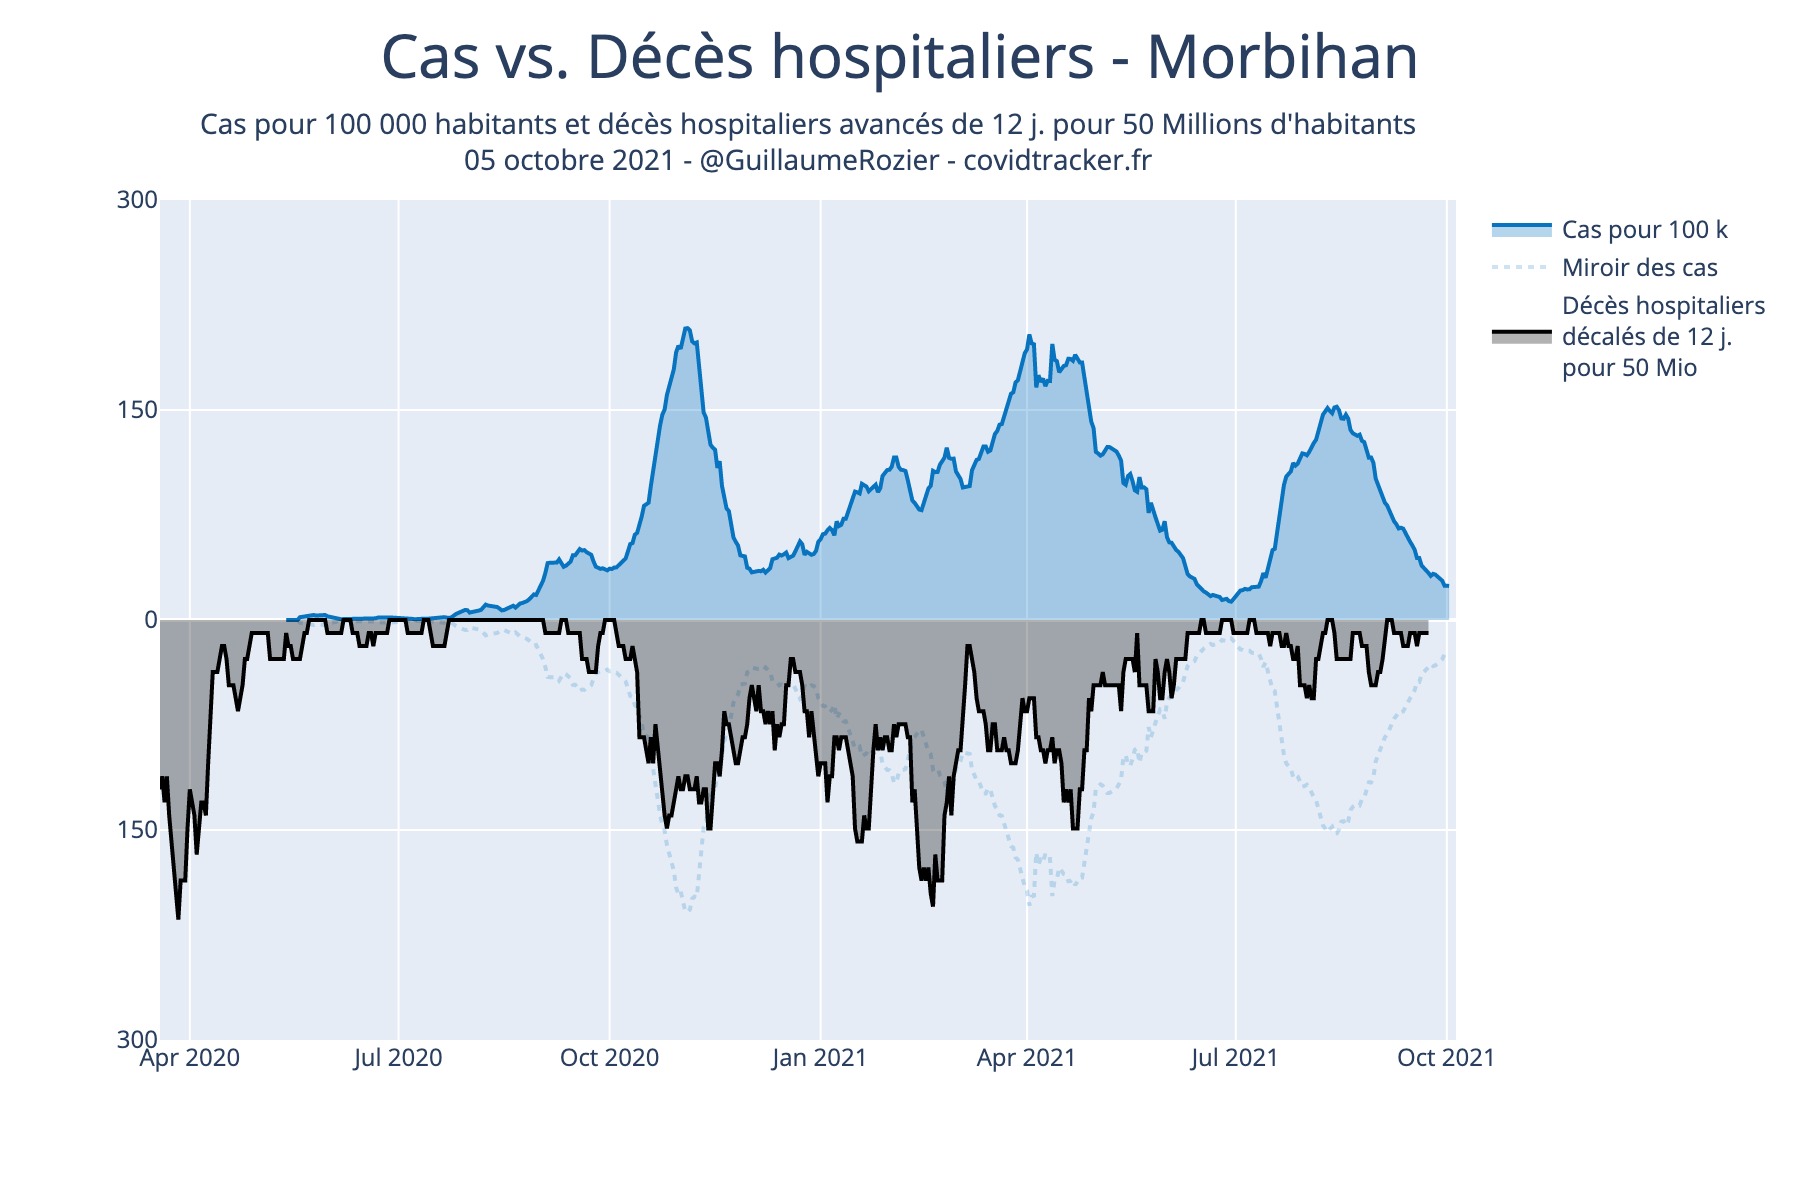 Cas vs. Décès hospitaliers - Morbihan
Cas pour 100 000 habitants et décès hospitaliers avancés de 12 j. pour 50 Millions d'habitants
05 octobre 2021 - @GuillaumeRozier - covidtracker.fr
300
150
0
150
300
Apr 2020
Jul 2020
Oct 2020
Jan 2021
Apr 2021
Jul 2021
Oct 2021
Cas pour 100 k
Miroir des cas
Décès hospitaliers
décalés de 12 j.
pour 50 Mio